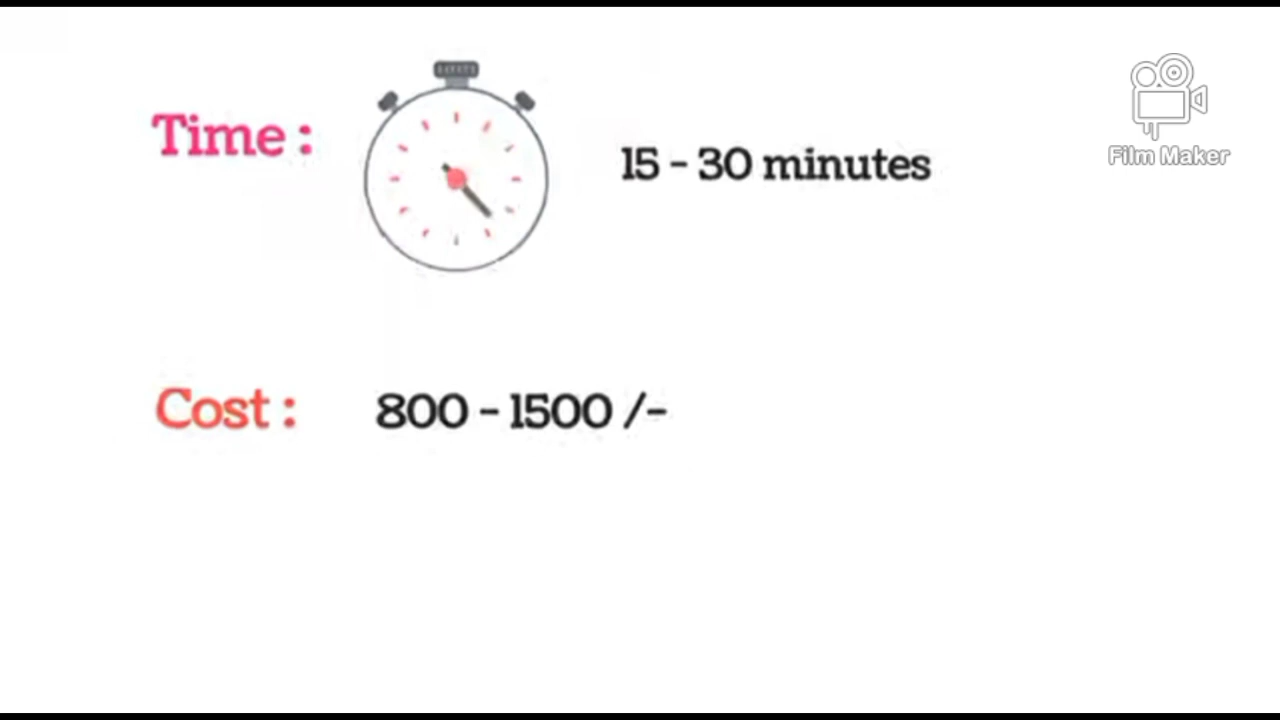 Time :
15 - 30 minutes
Film Maker
Cost :
800 - 1500 /-